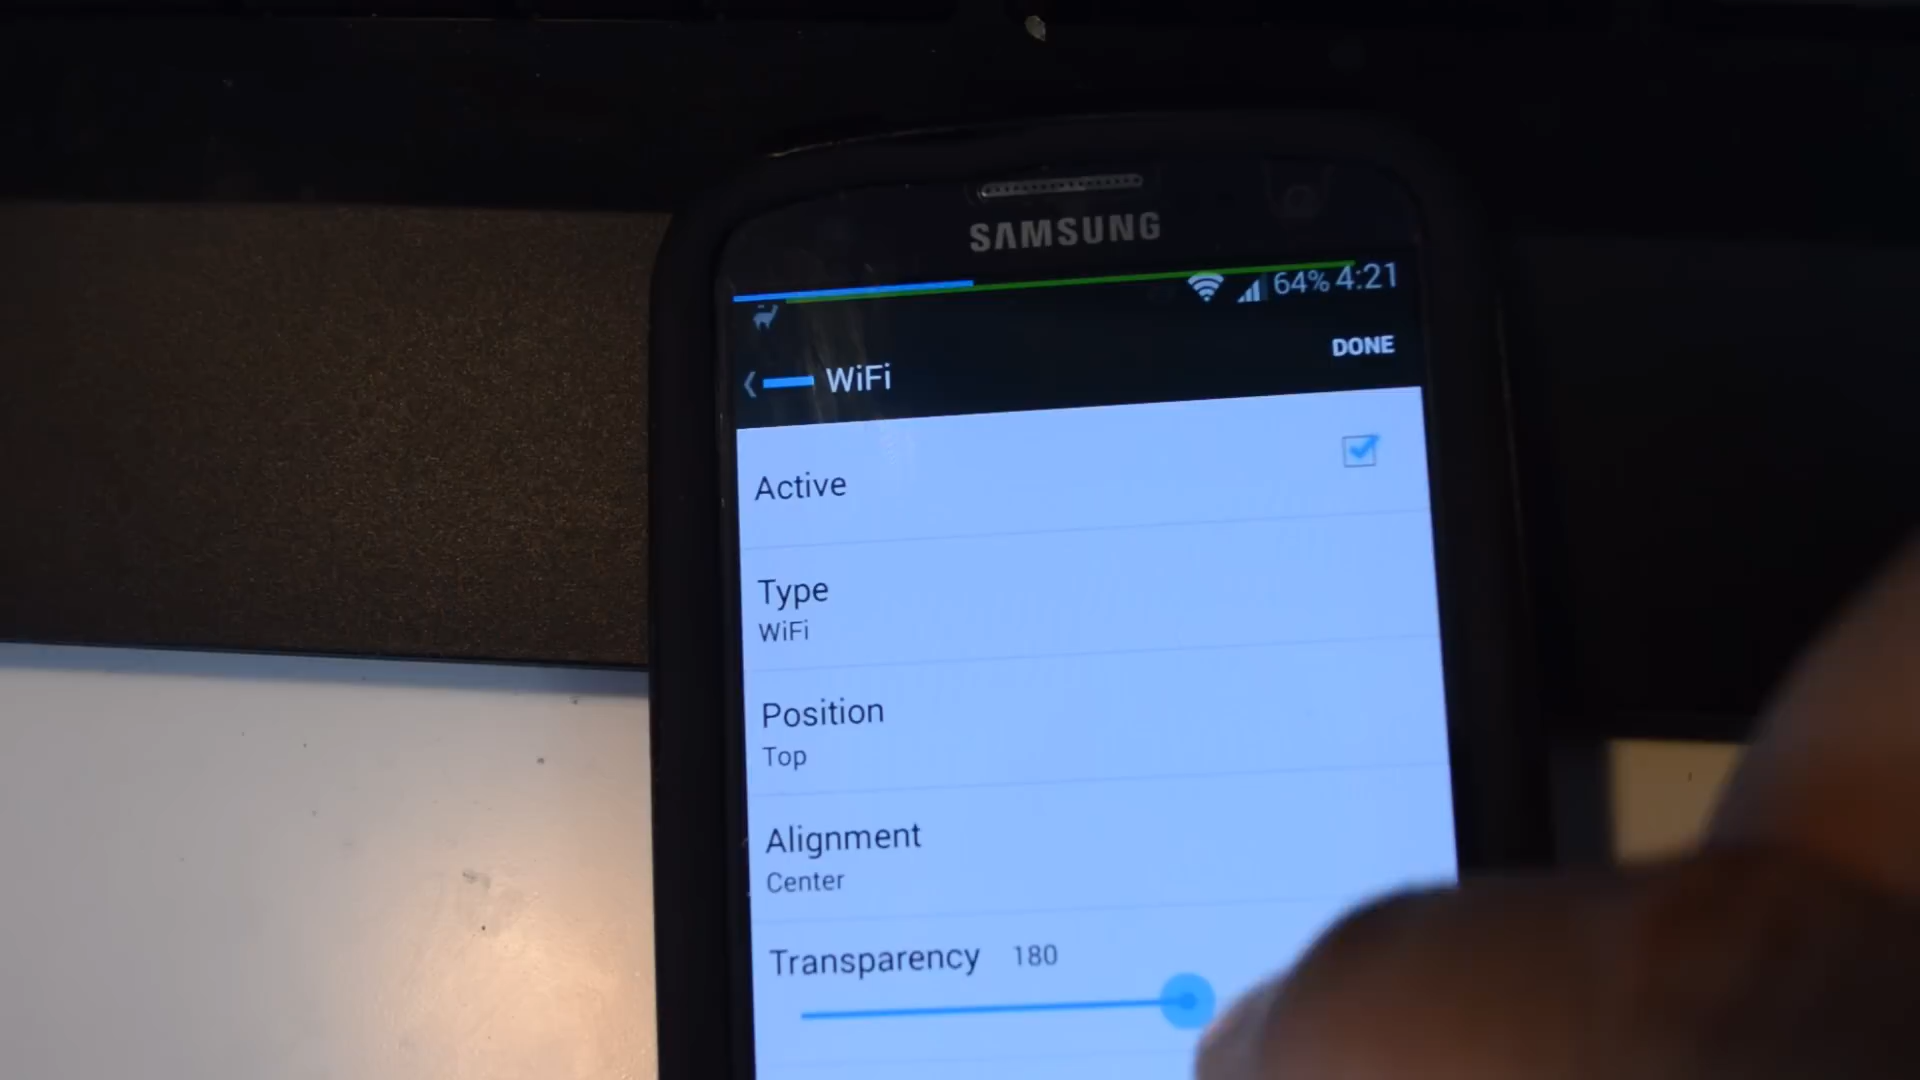 SAMSUNG
64% 4:21
WiFi
DONE
Active
Type
WiFi
Position
Top
Alignment
Center
Transparency 180